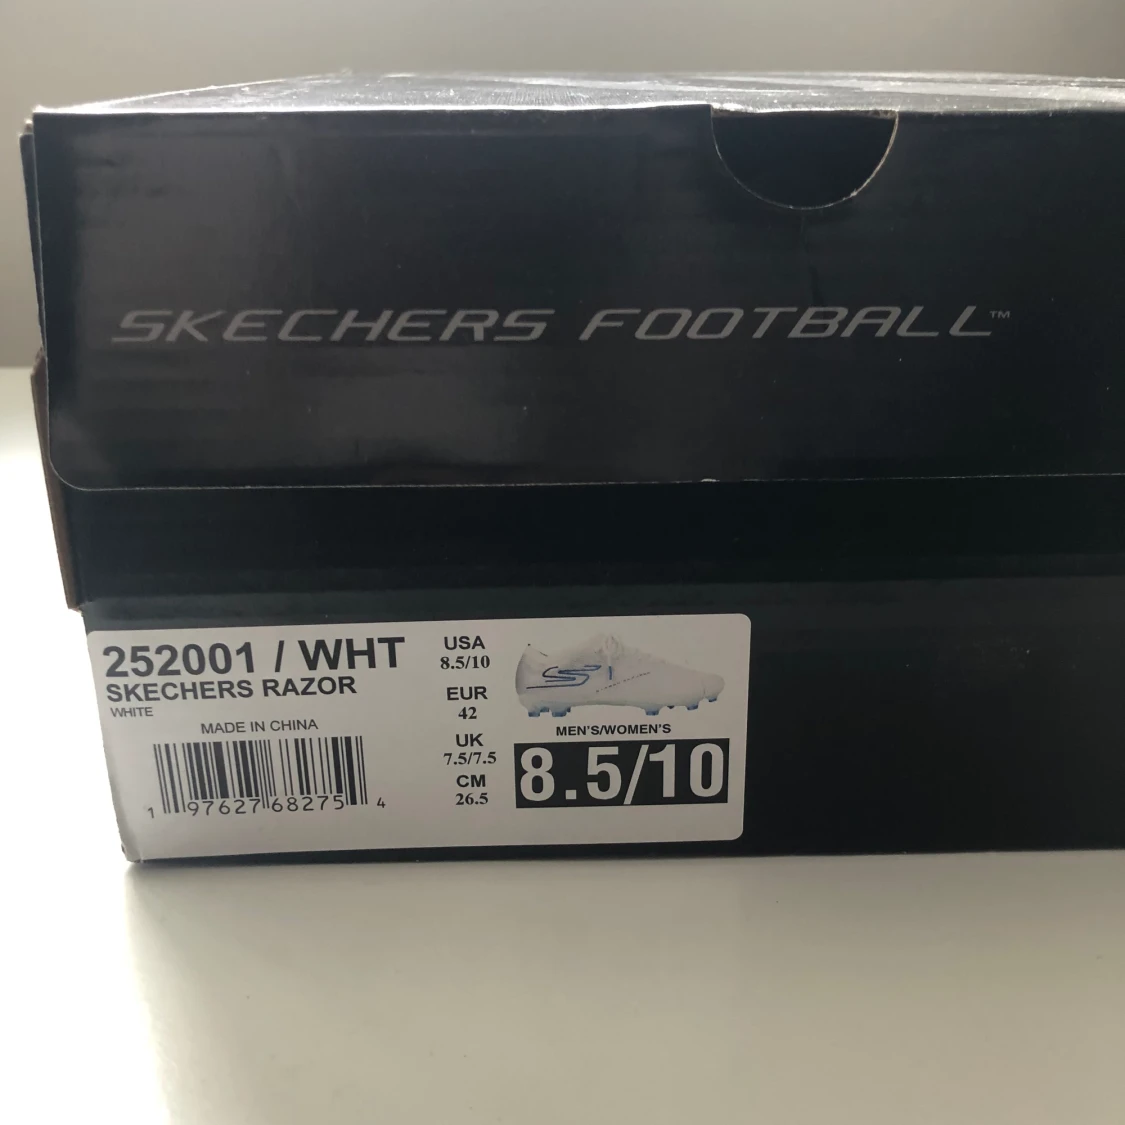 SKECHERS FOOTBALL™
252001 / WHT
SKECHERS RAZOR
WHITE
MADE IN CHINA
1 97627 68275 4
USA
8.5/10
EUR
42
UK
7.5/7.5
CM
26.5
MEN'S/WOMEN'S
8.5/10